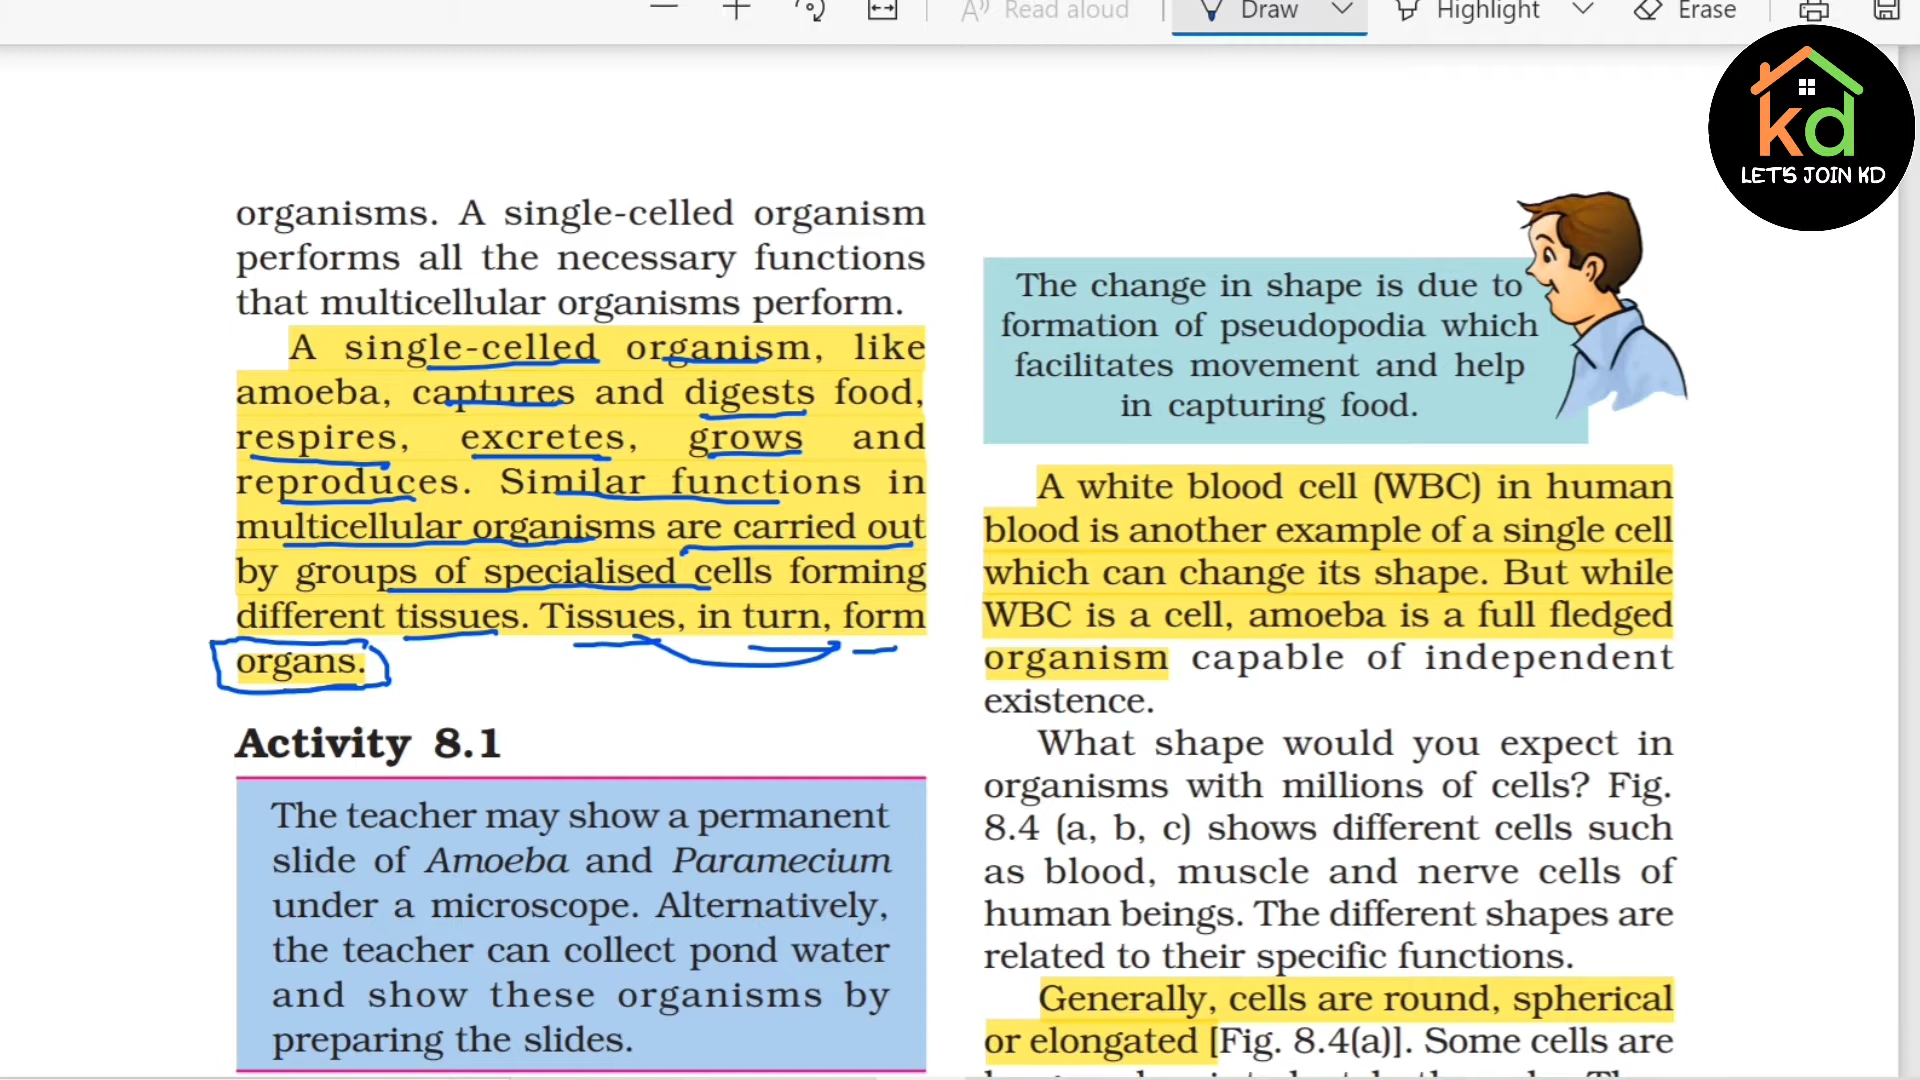 Read aloud
Draw
Highlight
Erase
kd
LET'S JOIN KD
organisms. A single-celled organism
performs all the necessary functions
that multicellular organisms perform.
A single-celled organism, like
amoeba, captures and digests food,
respires, excretes, grows and
reproduces. Similar functions in
multicellular organisms are carried out
by groups of specialised cells forming
different tissues. Tissues, in turn, form
organs.
Activity 8.1
The teacher may show a permanent
slide of Amoeba and Paramecium
under a microscope. Alternatively,
the teacher can collect pond water
and show these organisms by
preparing the slides.
The change in shape is due to
formation of pseudopodia which
facilitates movement and help
in capturing food.
A white blood cell (WBC) in human
blood is another example of a single cell
which can change its shape. But while
WBC is a cell, amoeba is a full fledged
organism capable of independent
existence.
What shape would you expect in
organisms with millions of cells? Fig.
8.4 (a, b, c) shows different cells such
as blood, muscle and nerve cells of
human beings. The different shapes are
related to their specific functions.
Generally, cells are round, spherical
or elongated [Fig. 8.4(a)]. Some cells are